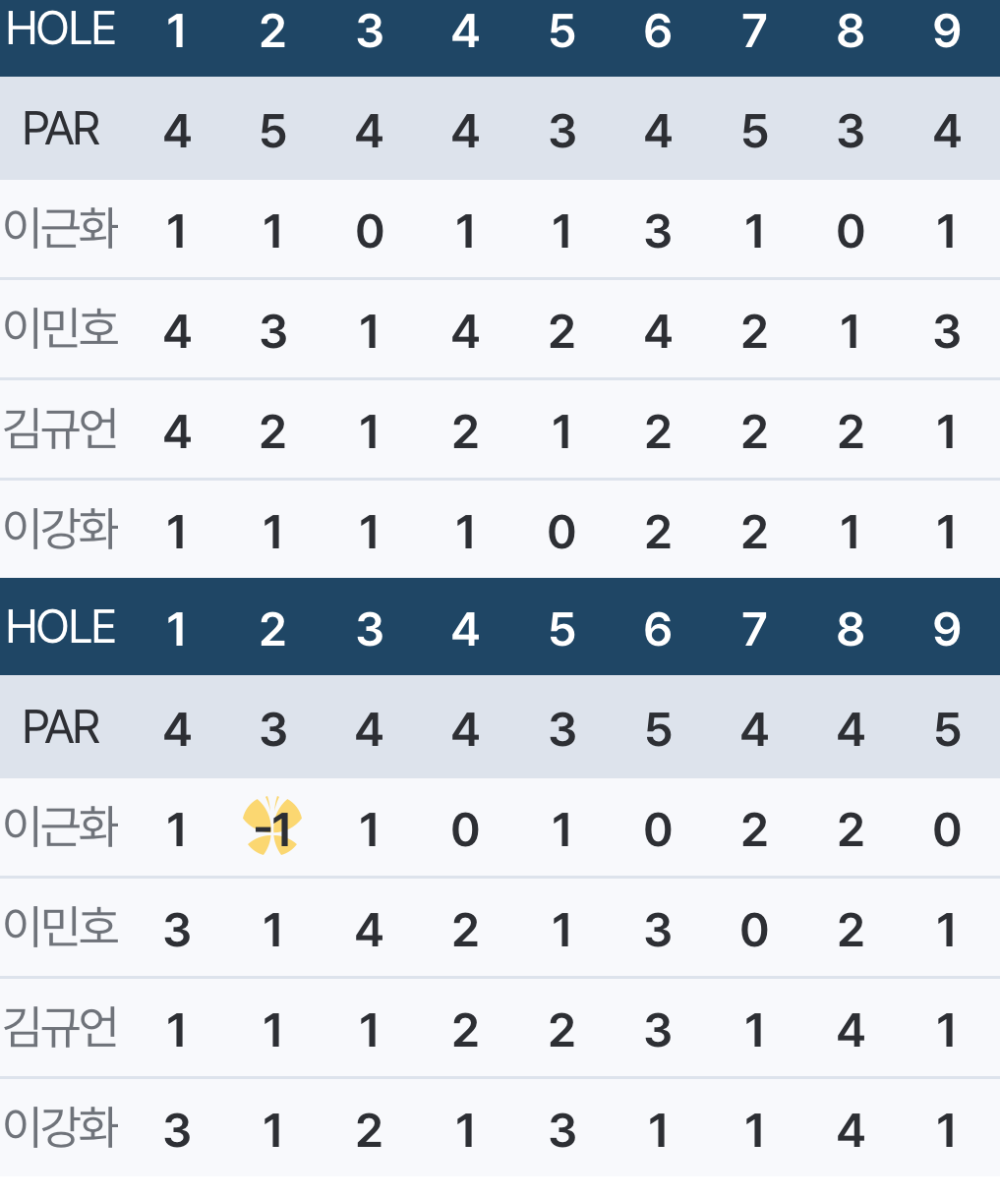 HOLE 1 2 3 4 5 6 7 8 9
PAR 4 5 4 4 3 4 5 3 4
이근화 1 1 0 1 1 3 1 0 1
이민호 4 3 1 4 2 4 2 1 3
김규언 4 2 1 2 1 2 2 2 1
이강화 1 1 1 1 0 2 2 1 1
HOLE 1 2 3 4 5 6 7 8 9
PAR 4 3 4 4 3 5 4 4 5
이근화 1 -1 1 0 1 0 2 2 0
이민호 3 1 4 2 1 3 0 2 1
김규언 1 1 1 2 2 3 1 4 1
이강화 3 1 2 1 3 1 1 4 1